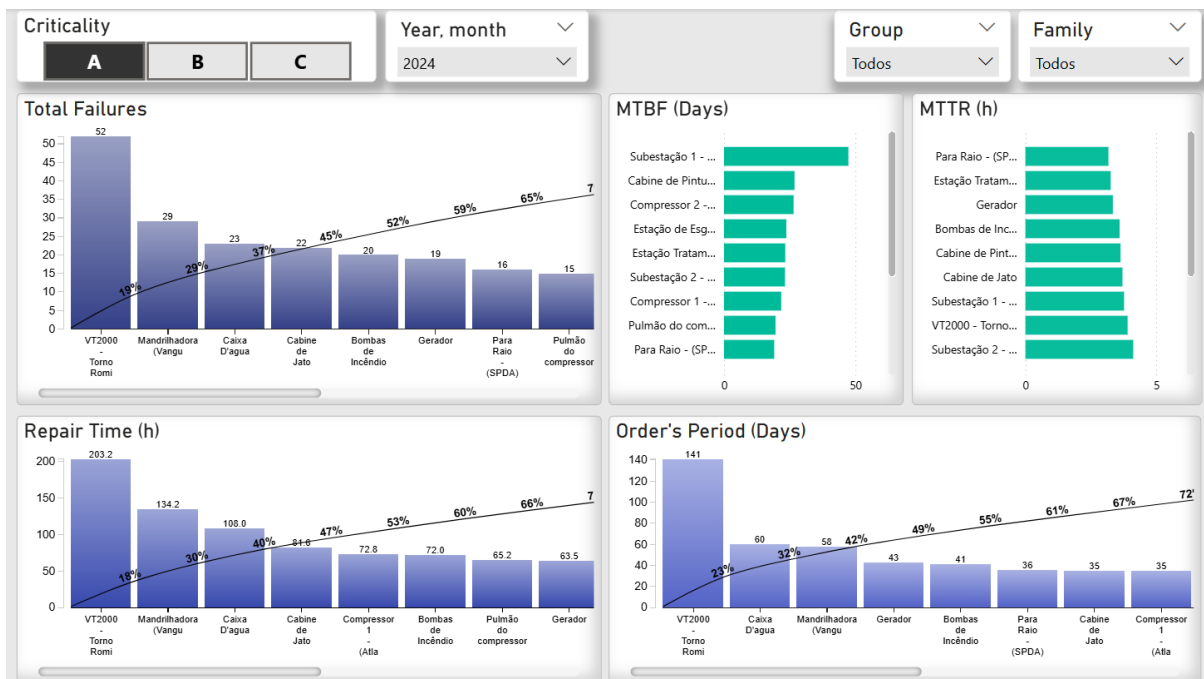 Criticality
A B C
Year, month
2024
Group
Todos
Family
Todos
Total Failures
50
45
40
35
30
25
20
15
10
5
0
52
29
23
22
20
19
16
15
19%
29%
37%
45%
52%
59%
65%
7
VT2000
-
Torno
Romi
Mandrilhadora
(Vangu
Caixa
D'agua
Cabine
de
Jato
Bombas
de
Incêndio
Gerador
Para
Raio
-
(SPDA)
Pulmão
do
compressor
MTBF (Days)
Subestação 1 - ...
Cabine de Pintu...
Compressor 2 -...
Estação de Esg...
Estação Tratam...
Subestação 2 - ...
Compressor 1 -...
Pulmão do com...
Para Raio - (SP...
0 50
MTTR (h)
Para Raio - (SP...
Estação Tratam...
Gerador
Bombas de Inc...
Cabine de Pint...
Cabine de Jato
Subestação 1 - ...
VT2000 - Torno...
Subestação 2 - ...
0 5
Repair Time (h)
200
150
100
50
0
203.2
134.2
108.0
81.6
72.8
72.0
65.2
63.5
18%
30%
40%
47%
53%
60%
66%
7
VT2000
-
Torno
Romi
Mandrilhadora
(Vangu
Caixa
D'agua
Cabine
de
Jato
Compressor
1
-
(Atla
Bombas
de
Incêndio
Pulmão
do
compressor
Gerador
Order's Period (Days)
140
120
100
80
60
40
20
0
141
60
58
43
41
36
35
35
23%
32%
42%
49%
55%
61%
67%
72
VT2000
-
Torno
Romi
Caixa
D'agua
Mandrilhadora
(Vangu
Gerador
Bombas
de
Incêndio
Para
Raio
-
(SPDA)
Cabine
de
Jato
Compressor
1
-
(Atla